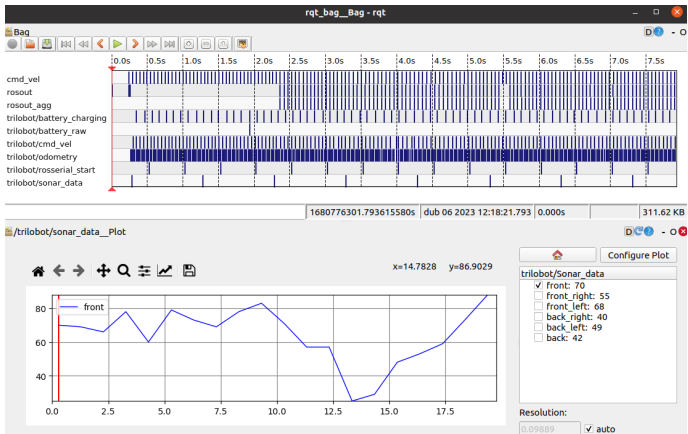 rqt_bag__Bag - rqt
Bag
D - O
0.0s 0.5s 1.0s 1.5s 2.0s 2.5s 3.0s 3.5s 4.0s 4.5s 5.0s 5.5s 6.0s 6.5s 7.0s 7.5s
cmd_vel
rosout
rosout_agg
trilobot/battery_charging
trilobot/battery_raw
trilobot/cmd_vel
trilobot/odometry
trilobot/rosserial_start
trilobot/sonar_data
1680776301.793615580s dub 06 2023 12:18:21.793 0.000s 311.62 KB
/trilobot/sonar_data__Plot
D - O
x=14.7828 y=86.9029
Configure Plot
trilobot/Sonar_data
front: 70
front_right: 55
front_left: 68
back_right: 40
back_left: 49
back: 42
front
80
60
40
0.0 2.5 5.0 7.5 10.0 12.5 15.0 17.5
Resolution:
0.09889 auto